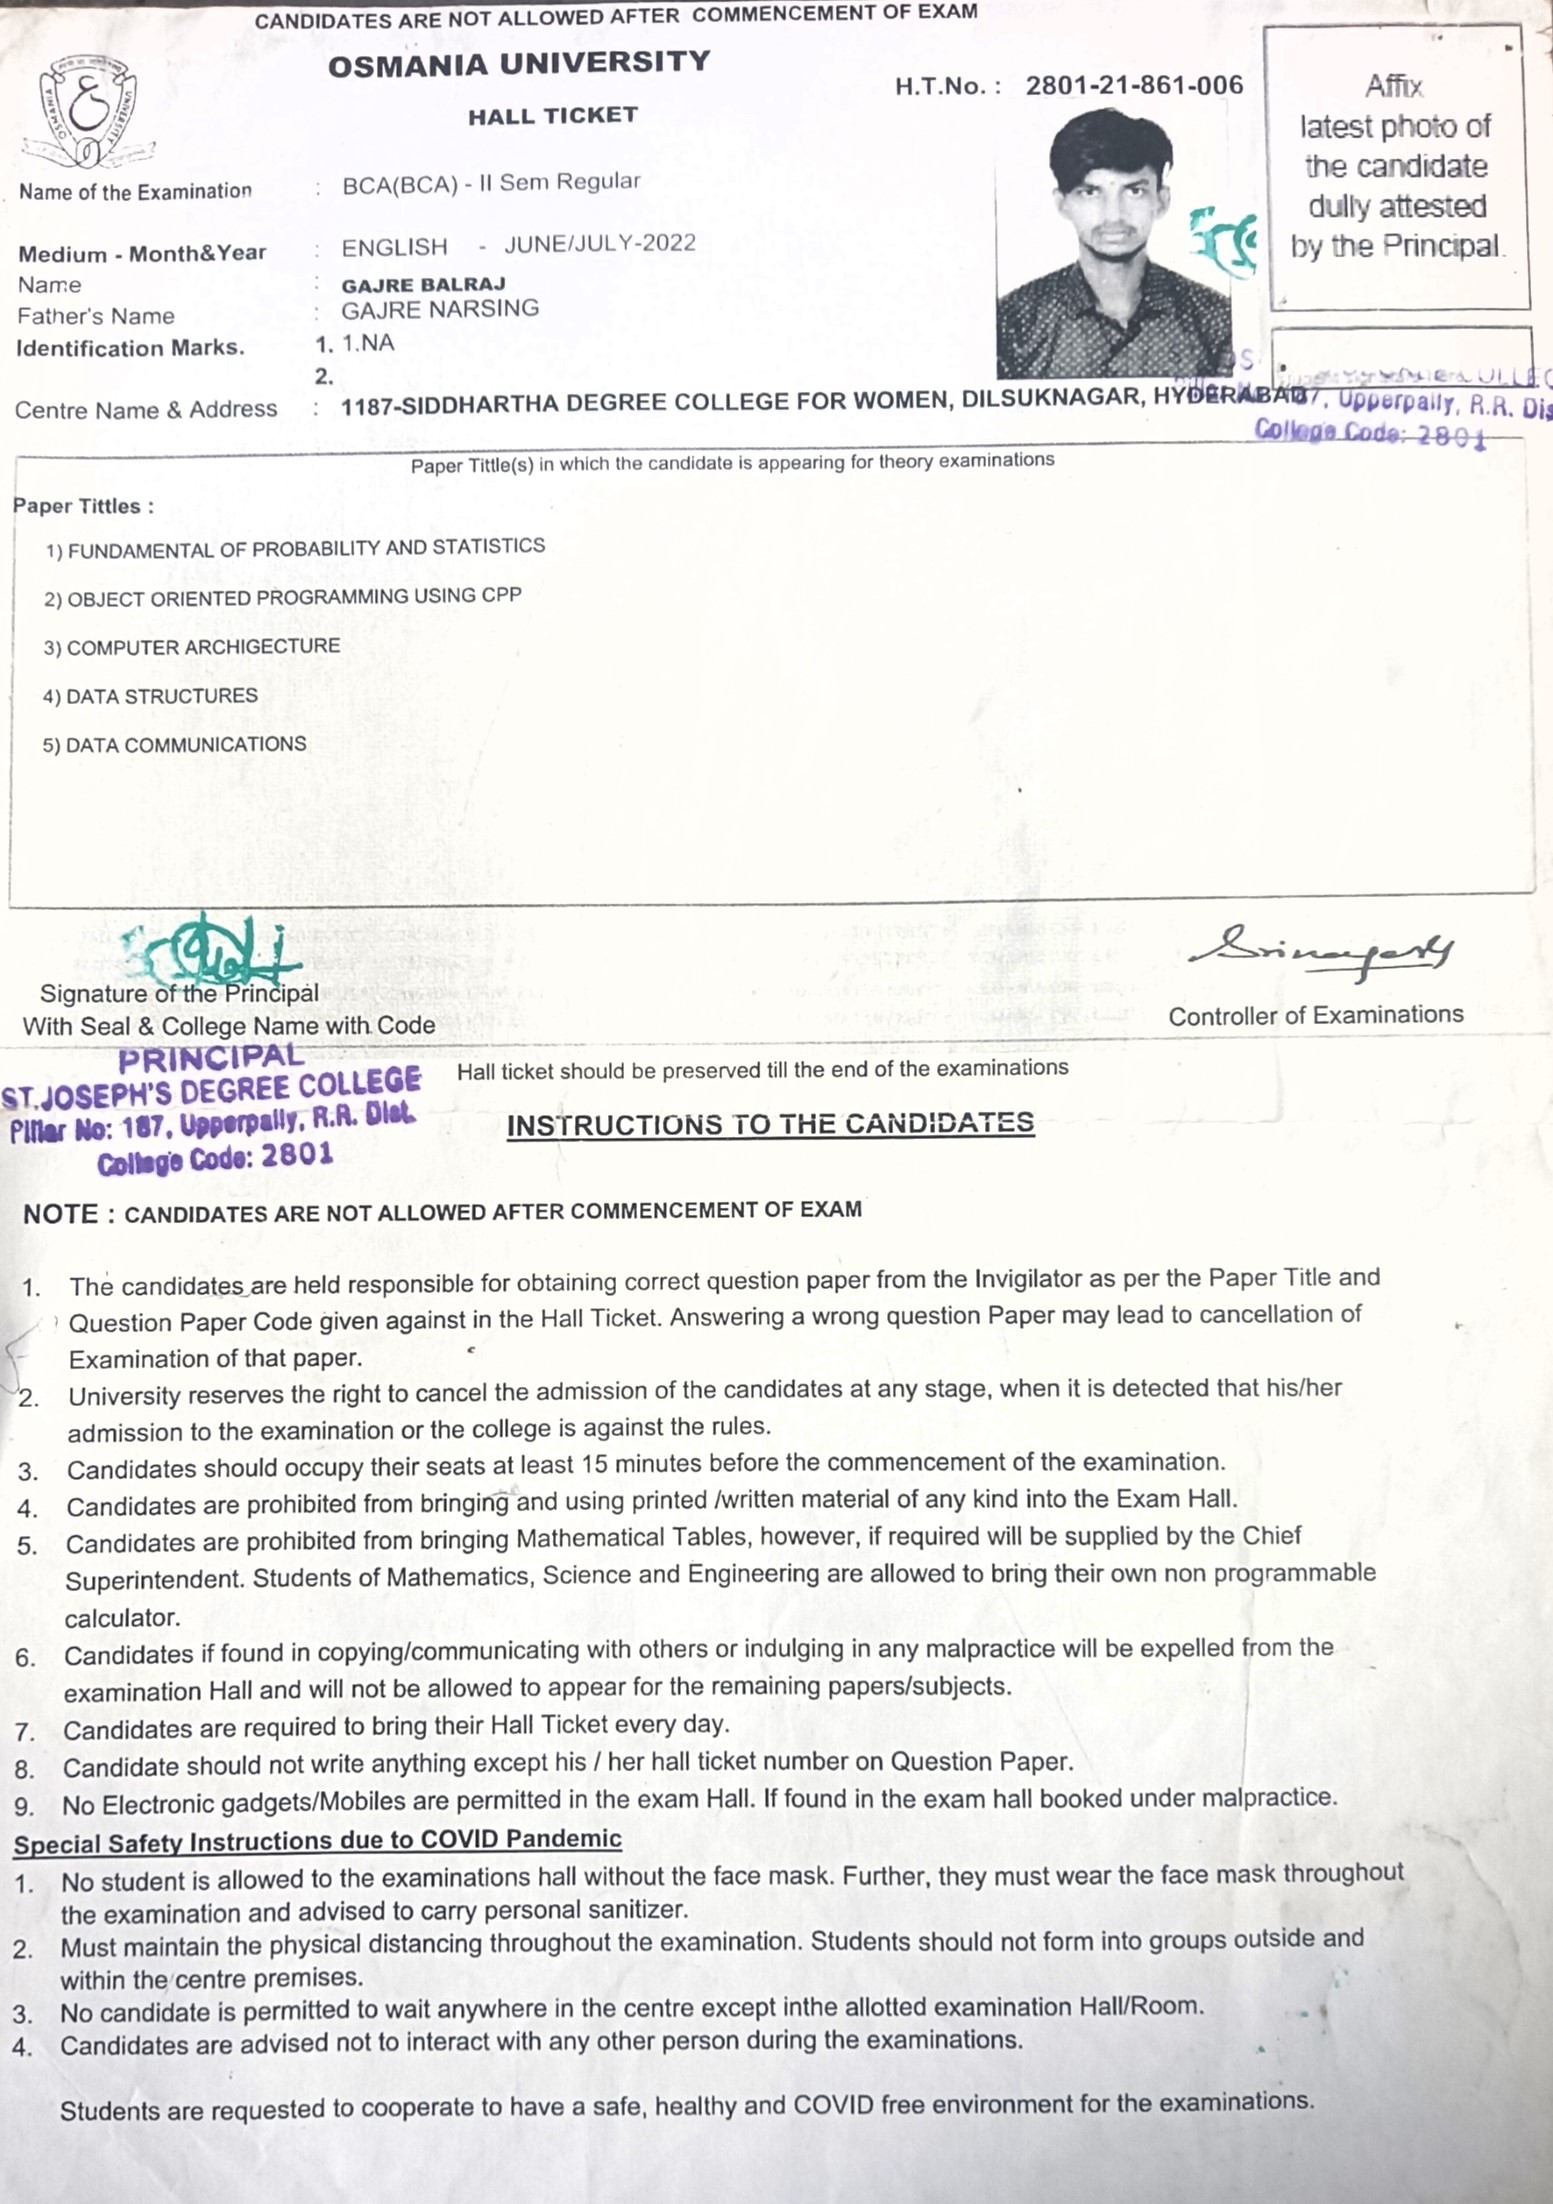 CANDIDATES ARE NOT ALLOWED AFTER COMMENCEMENT OF EXAM
OSMANIA UNIVERSITY
HALL TICKET
H.T.No. : 2801-21-861-006
Affix
latest photo of
the candidate
dully attested
by the Principal.
OSMANIA UNIVERSITY
Name of the Examination : BCA(BCA) - II Sem Regular
Medium - Month&Year : ENGLISH - JUNE/JULY-2022
Name : GAJRE BALRAJ
Father's Name : GAJRE NARSING
Identification Marks. 1. 1.NA
2.
Centre Name & Address : 1187-SIDDHARTHA DEGREE COLLEGE FOR WOMEN, DILSUKNAGAR, HYDERABAD
Upperpally, R.R. Dis
College Code: 2801
Paper Tittle(s) in which the candidate is appearing for theory examinations
Paper Tittles :
1) FUNDAMENTAL OF PROBABILITY AND STATISTICS
2) OBJECT ORIENTED PROGRAMMING USING CPP
3) COMPUTER ARCHIGECTURE
4) DATA STRUCTURES
5) DATA COMMUNICATIONS
Signature of the Principal
With Seal & College Name with Code
Controller of Examinations
PRINCIPAL
ST.JOSEPH'S DEGREE COLLEGE
Pillar No: 187, Upperpally, R.R. Dist.
College Code: 2801
Hall ticket should be preserved till the end of the examinations
INSTRUCTIONS TO THE CANDIDATES
NOTE : CANDIDATES ARE NOT ALLOWED AFTER COMMENCEMENT OF EXAM
1. The candidates are held responsible for obtaining correct question paper from the Invigilator as per the Paper Title and
Question Paper Code given against in the Hall Ticket. Answering a wrong question Paper may lead to cancellation of
Examination of that paper.
2. University reserves the right to cancel the admission of the candidates at any stage, when it is detected that his/her
admission to the examination or the college is against the rules.
3. Candidates should occupy their seats at least 15 minutes before the commencement of the examination.
4. Candidates are prohibited from bringing and using printed /written material of any kind into the Exam Hall.
5. Candidates are prohibited from bringing Mathematical Tables, however, if required will be supplied by the Chief
Superintendent. Students of Mathematics, Science and Engineering are allowed to bring their own non programmable
calculator.
6. Candidates if found in copying/communicating with others or indulging in any malpractice will be expelled from the
examination Hall and will not be allowed to appear for the remaining papers/subjects.
7. Candidates are required to bring their Hall Ticket every day.
8. Candidate should not write anything except his / her hall ticket number on Question Paper.
9. No Electronic gadgets/Mobiles are permitted in the exam Hall. If found in the exam hall booked under malpractice.
Special Safety Instructions due to COVID Pandemic
1. No student is allowed to the examinations hall without the face mask. Further, they must wear the face mask throughout
the examination and advised to carry personal sanitizer.
2. Must maintain the physical distancing throughout the examination. Students should not form into groups outside and
within the centre premises.
3. No candidate is permitted to wait anywhere in the centre except inthe allotted examination Hall/Room.
4. Candidates are advised not to interact with any other person during the examinations.
Students are requested to cooperate to have a safe, healthy and COVID free environment for the examinations.